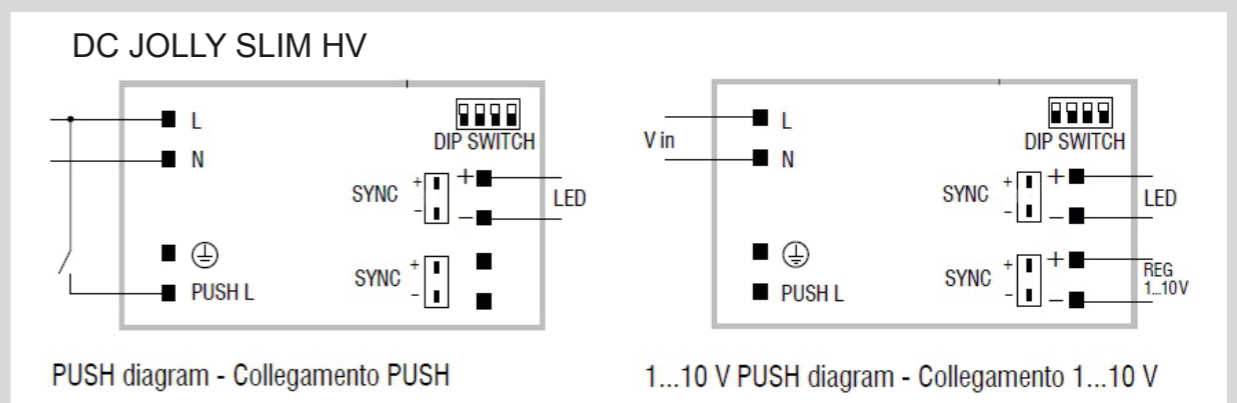 DC JOLLY SLIM HV
L
N
DIP SWITCH
SYNC
+
-
+
-
LED
PUSH L
SYNC
+
-
PUSH diagram - Collegamento PUSH
V in
L
N
DIP SWITCH
SYNC
+
-
+
-
LED
PUSH L
SYNC
+
-
+
-
REG
1...10V
1...10 V PUSH diagram - Collegamento 1...10 V